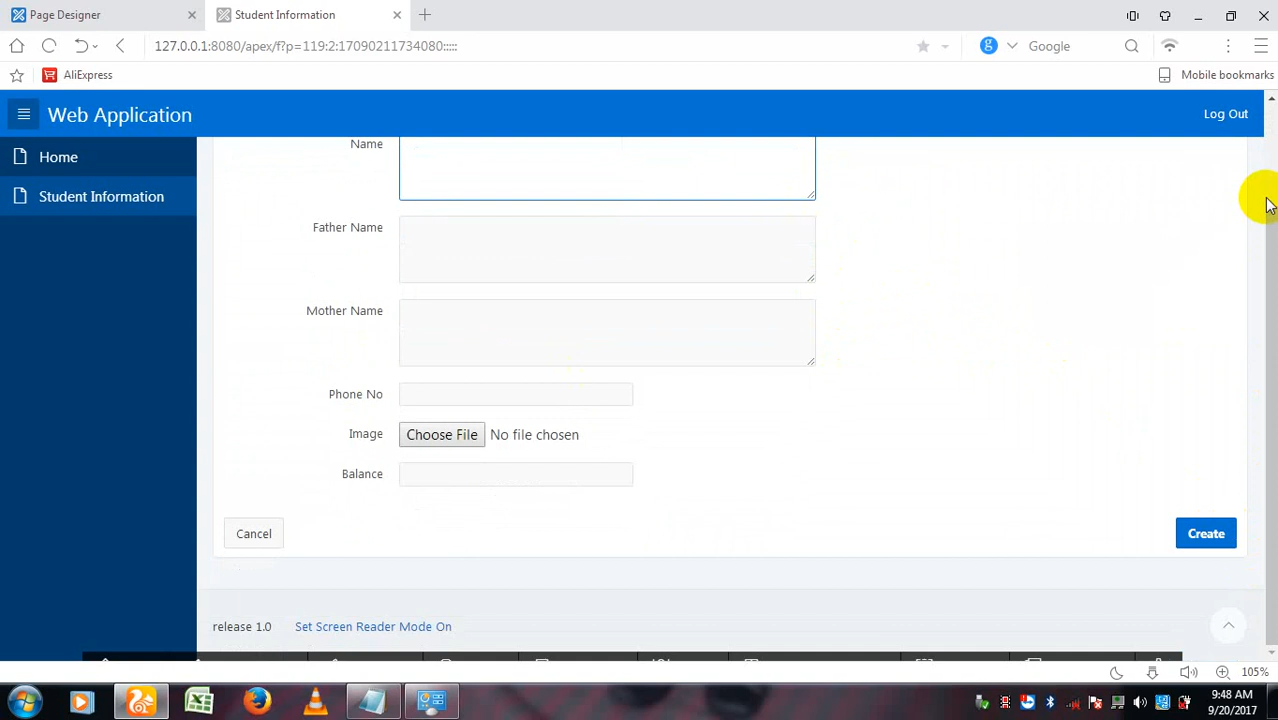 Page Designer
Student Information
127.0.0.1:8080/apex/f?p=119:2:17090211734080:::::
Google
AliExpress
Mobile bookmarks
Web Application
Log Out
Home
Student Information
Name
Father Name
Mother Name
Phone No
Image
Choose File No file chosen
Balance
Cancel
Create
release 1.0
Set Screen Reader Mode On
105%
9:48 AM
9/20/2017